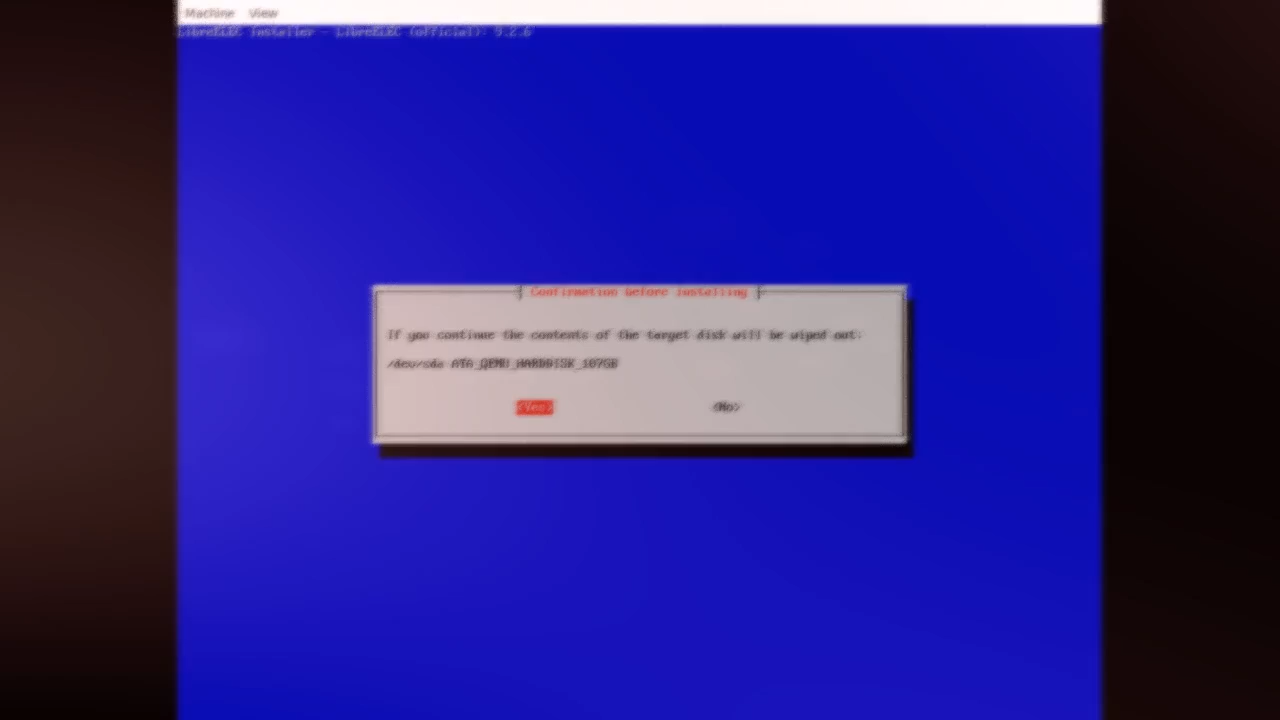 Machine View
LibreELEC Installer - LibreELEC (official): 9.2.6
Confirmation before installing
If you continue the contents of the target disk will be wiped out:
/dev/sda ATA_QEMU_HARDDISK_107GB
<Yes>
<No>